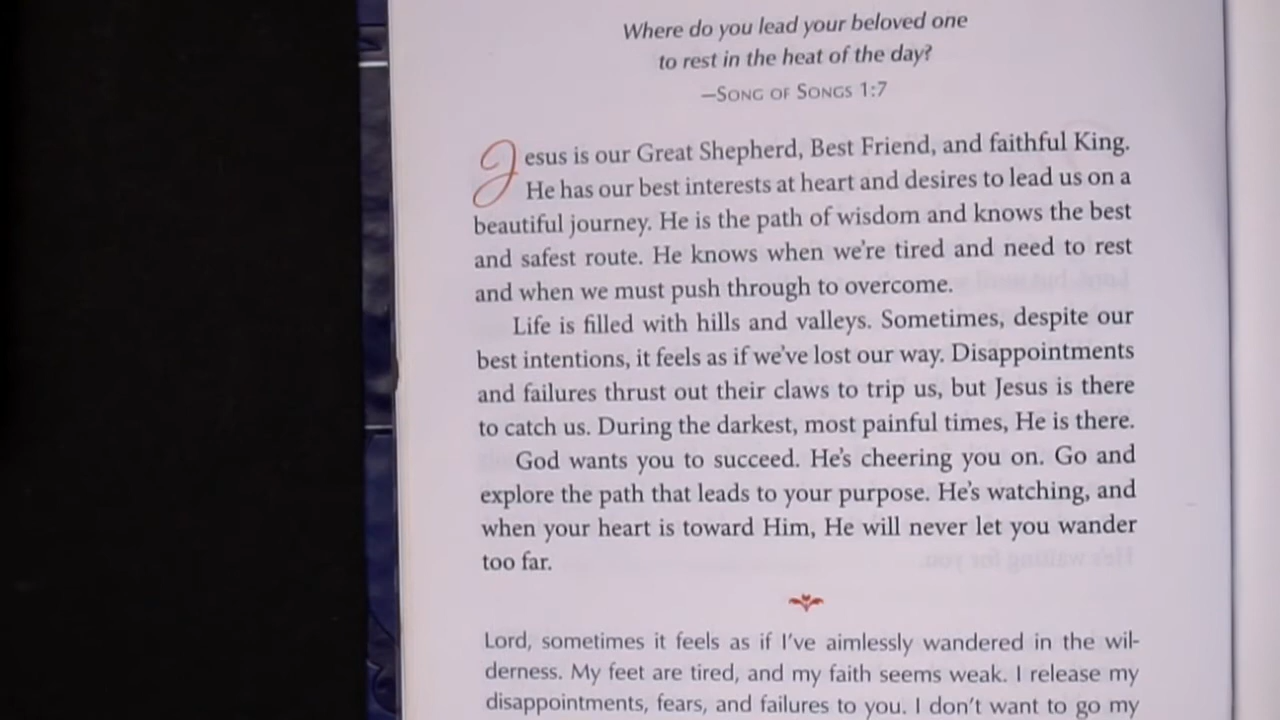 Where do you lead your beloved one
to rest in the heat of the day?
—Song of Songs 1:7
Jesus is our Great Shepherd, Best Friend, and faithful King.
He has our best interests at heart and desires to lead us on a
beautiful journey. He is the path of wisdom and knows the best
and safest route. He knows when we're tired and need to rest
and when we must push through to overcome.
Life is filled with hills and valleys. Sometimes, despite our
best intentions, it feels as if we've lost our way. Disappointments
and failures thrust out their claws to trip us, but Jesus is there
to catch us. During the darkest, most painful times, He is there.
God wants you to succeed. He's cheering you on. Go and
explore the path that leads to your purpose. He's watching, and
when your heart is toward Him, He will never let you wander
too far.
Lord, sometimes it feels as if I've aimlessly wandered in the wil-
derness. My feet are tired, and my faith seems weak. I release my
disappointments, fears, and failures to you. I don't want to go my